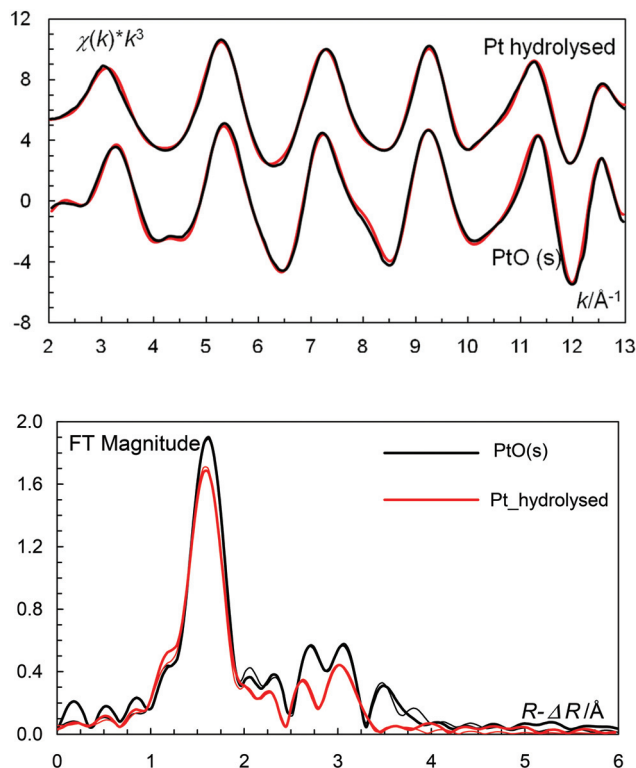 12
8
4
0
-4
-8
χ(k)*k³
Pt hydrolysed
PtO (s)
k/Å⁻¹
2 3 4 5 6 7 8 9 10 11 12 13
2.0
1.6
1.2
0.8
0.4
0.0
FT Magnitude
PtO(s)
Pt_hydrolysed
R-ΔR/Å
0 1 2 3 4 5 6